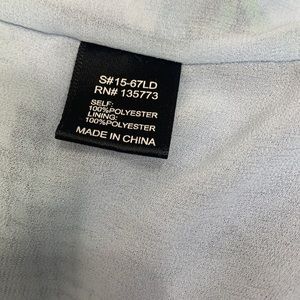 S#15-67LD
RN# 135773
SELF:
100%POLYESTER
LINING:
100%POLYESTER
MADE IN CHINA